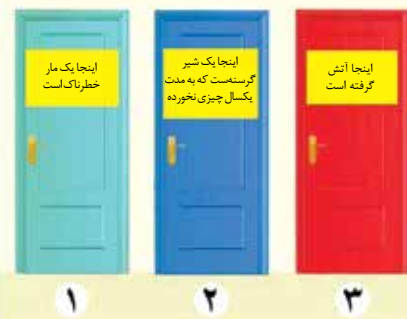 اینجا یک مار
خطرناک است
اینجا یک شیر
گرسنه‌ست که به مدت
یکسال چیزی نخورده
اینجا آتش
گرفته است
۱
۲
۳